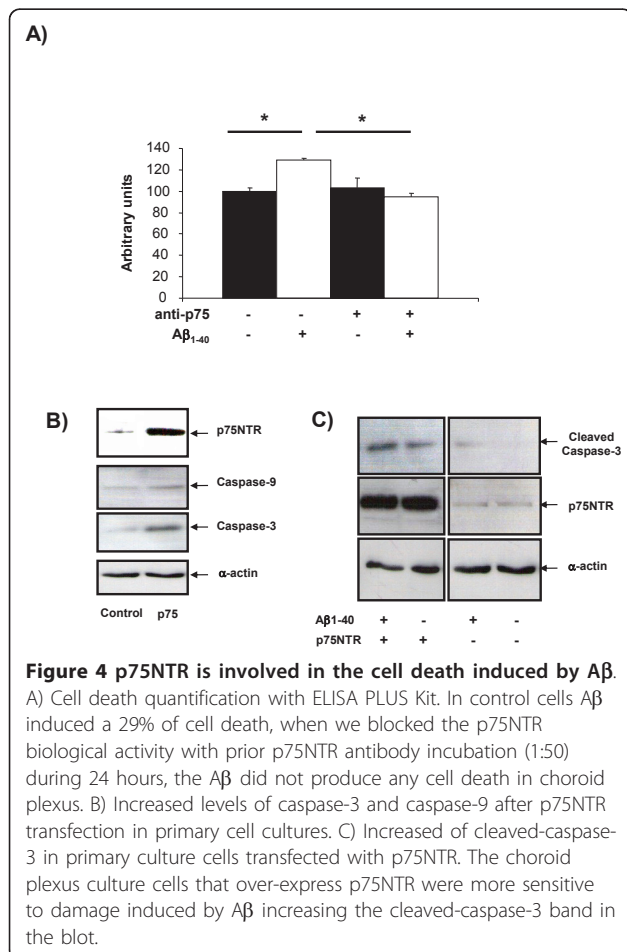 A)
* *
140
120
100
80
60
40
20
0
Arbitrary units
anti-p75 - - + +
Aβ1-40 - + - +
B)
p75NTR
Caspase-9
Caspase-3
α-actin
Control p75
C)
Cleaved
Caspase-3
p75NTR
α-actin
Aβ1-40 + - + -
p75NTR + + - -
Figure 4 p75NTR is involved in the cell death induced by Aβ.
A) Cell death quantification with ELISA PLUS Kit. In control cells Aβ
induced a 29% of cell death, when we blocked the p75NTR
biological activity with prior p75NTR antibody incubation (1:50)
during 24 hours, the Aβ did not produce any cell death in choroid
plexus. B) Increased levels of caspase-3 and caspase-9 after p75NTR
transfection in primary cell cultures. C) Increased of cleaved-caspase-
3 in primary culture cells transfected with p75NTR. The choroid
plexus culture cells that over-express p75NTR were more sensitive
to damage induced by Aβ increasing the cleaved-caspase-3 band in
the blot.